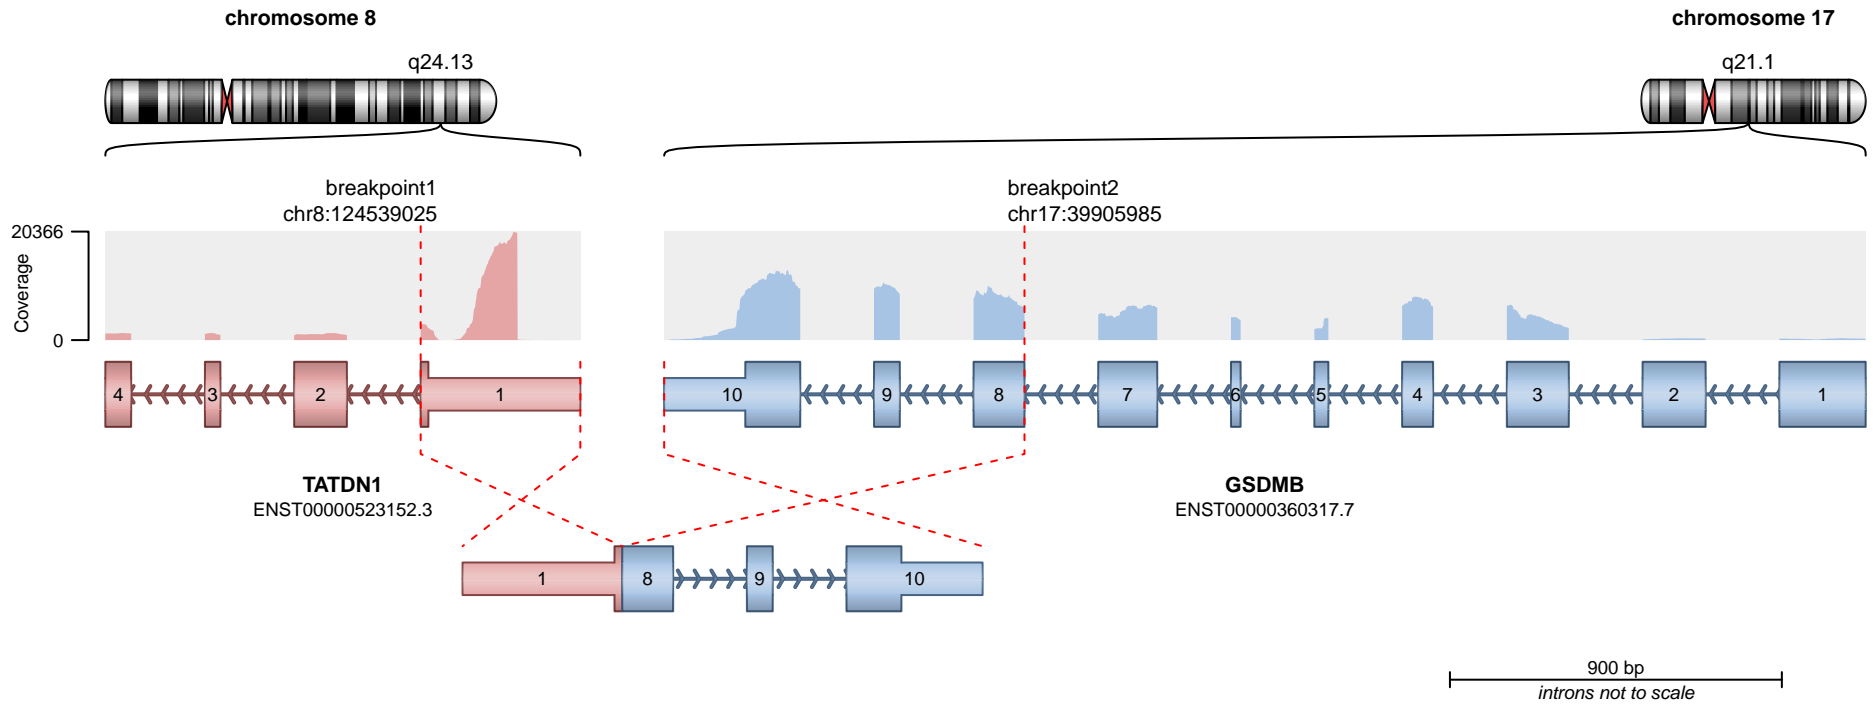 chromosome 8
chromosome 17
q24.13
q21.1
breakpoint1
chr8:124539025
breakpoint2
chr17:39905985
20366
Coverage
0
4 3 2 1
10 9 8 7 6 5 4 3 2 1
TATDN1
ENST00000523152.3
GSDMB
ENST00000360317.7
1 8 9 10
900 bp
introns not to scale